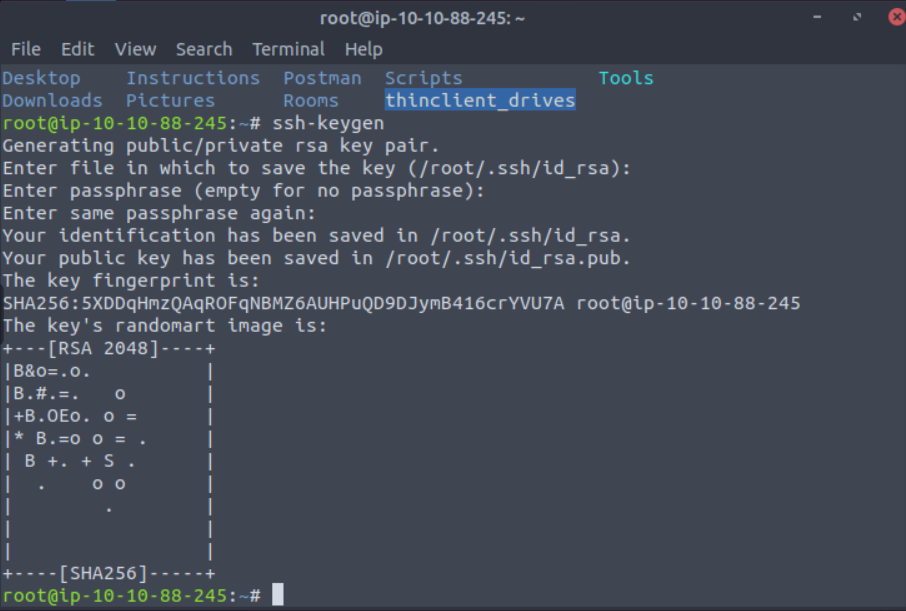 root@ip-10-10-88-245: ~
File Edit View Search Terminal Help
Desktop     Instructions  Postman  Scripts            Tools
Downloads   Pictures      Rooms    thinclient_drives
root@ip-10-10-88-245:~# ssh-keygen
Generating public/private rsa key pair.
Enter file in which to save the key (/root/.ssh/id_rsa):
Enter passphrase (empty for no passphrase):
Enter same passphrase again:
Your identification has been saved in /root/.ssh/id_rsa.
Your public key has been saved in /root/.ssh/id_rsa.pub.
The key fingerprint is:
SHA256:5XDDqHmzQAqROFqNBMZ6AUHPuQD9DJymB416crYVU7A root@ip-10-10-88-245
The key's randomart image is:
+---[RSA 2048]----+
|B&o=.o.          |
|B.#.=.   o       |
|+B.OEo. o =      |
|* B.=o o = .     |
| B +. + S .      |
|  .    o o       |
|        .        |
|                 |
|                 |
+----[SHA256]-----+
root@ip-10-10-88-245:~#